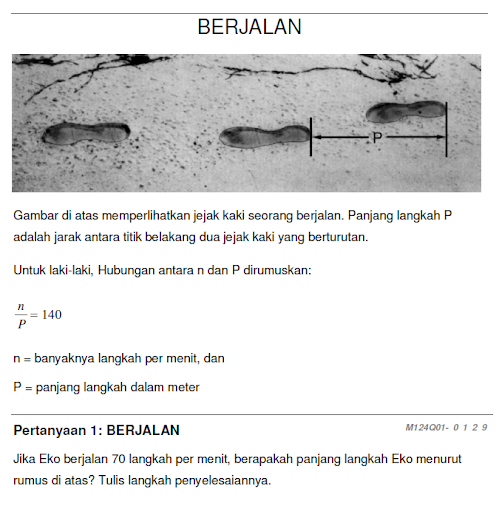 BERJALAN
P
Gambar di atas memperlihatkan jejak kaki seorang berjalan. Panjang langkah P
adalah jarak antara titik belakang dua jejak kaki yang berturutan.
Untuk laki-laki, Hubungan antara n dan P dirumuskan:
n/P = 140
n = banyaknya langkah per menit, dan
P = panjang langkah dalam meter
Pertanyaan 1: BERJALAN M124Q01- 0 1 2 9
Jika Eko berjalan 70 langkah per menit, berapakah panjang langkah Eko menurut
rumus di atas? Tulis langkah penyelesaiannya.